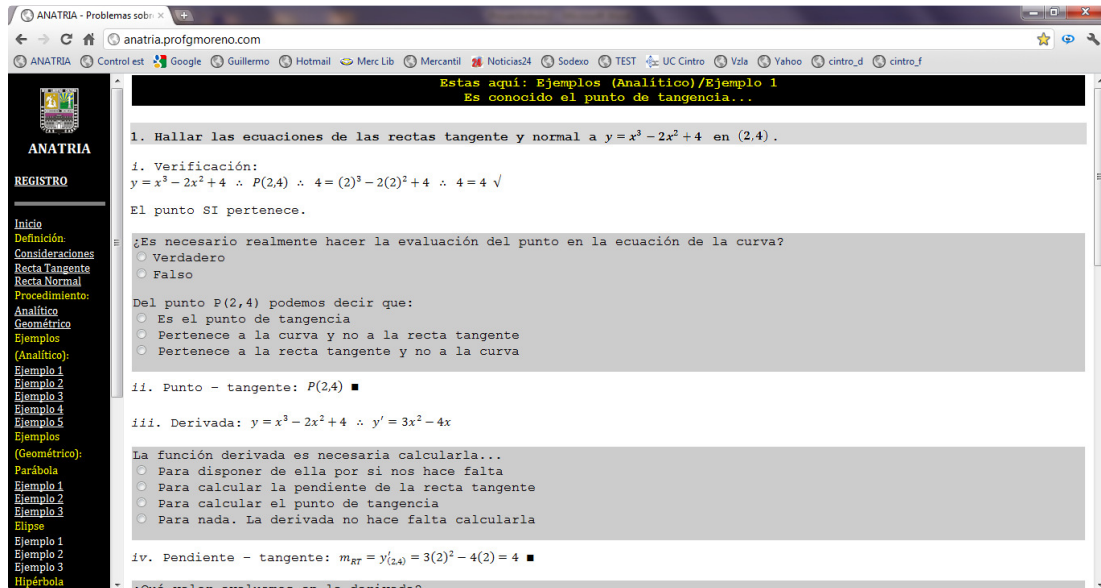 ANATRIA - Problemas sobr
anatria.profgmoreno.com
ANATRIA Control est Google Guillermo Hotmail Merc Lib Mercantil Noticias24 Sodexo TEST UC Cintro Vzla Yahoo cintro_d cintro_f
ANATRIA
REGISTRO
Inicio
Definición:
Consideraciones
Recta Tangente
Recta Normal
Procedimiento:
Analítico
Geométrico
Ejemplos
(Analítico):
Ejemplo 1
Ejemplo 2
Ejemplo 3
Ejemplo 4
Ejemplo 5
Ejemplos
(Geométrico):
Parábola
Ejemplo 1
Ejemplo 2
Ejemplo 3
Elipse
Ejemplo 1
Ejemplo 2
Ejemplo 3
Hipérbola
Estas aquí: Ejemplos (Analítico)/Ejemplo 1
Es conocido el punto de tangencia...
1. Hallar las ecuaciones de las rectas tangente y normal a y = x³ − 2x² + 4 en (2,4).
i. Verificación:
y = x³ − 2x² + 4 ∴ P(2,4) ∴ 4 = (2)³ − 2(2)² + 4 ∴ 4 = 4 √
El punto SI pertenece.
¿Es necesario realmente hacer la evaluación del punto en la ecuación de la curva?
Verdadero
Falso
Del punto P(2,4) podemos decir que:
Es el punto de tangencia
Pertenece a la curva y no a la recta tangente
Pertenece a la recta tangente y no a la curva
ii. Punto - tangente: P(2,4) ■
iii. Derivada: y = x³ − 2x² + 4 ∴ y′ = 3x² − 4x
La función derivada es necesaria calcularla...
Para disponer de ella por si nos hace falta
Para calcular la pendiente de la recta tangente
Para calcular el punto de tangencia
Para nada. La derivada no hace falta calcularla
iv. Pendiente - tangente: m_RT = y′_(2,4) = 3(2)² − 4(2) = 4 ■
¿Qué valor evaluamos en la derivada?